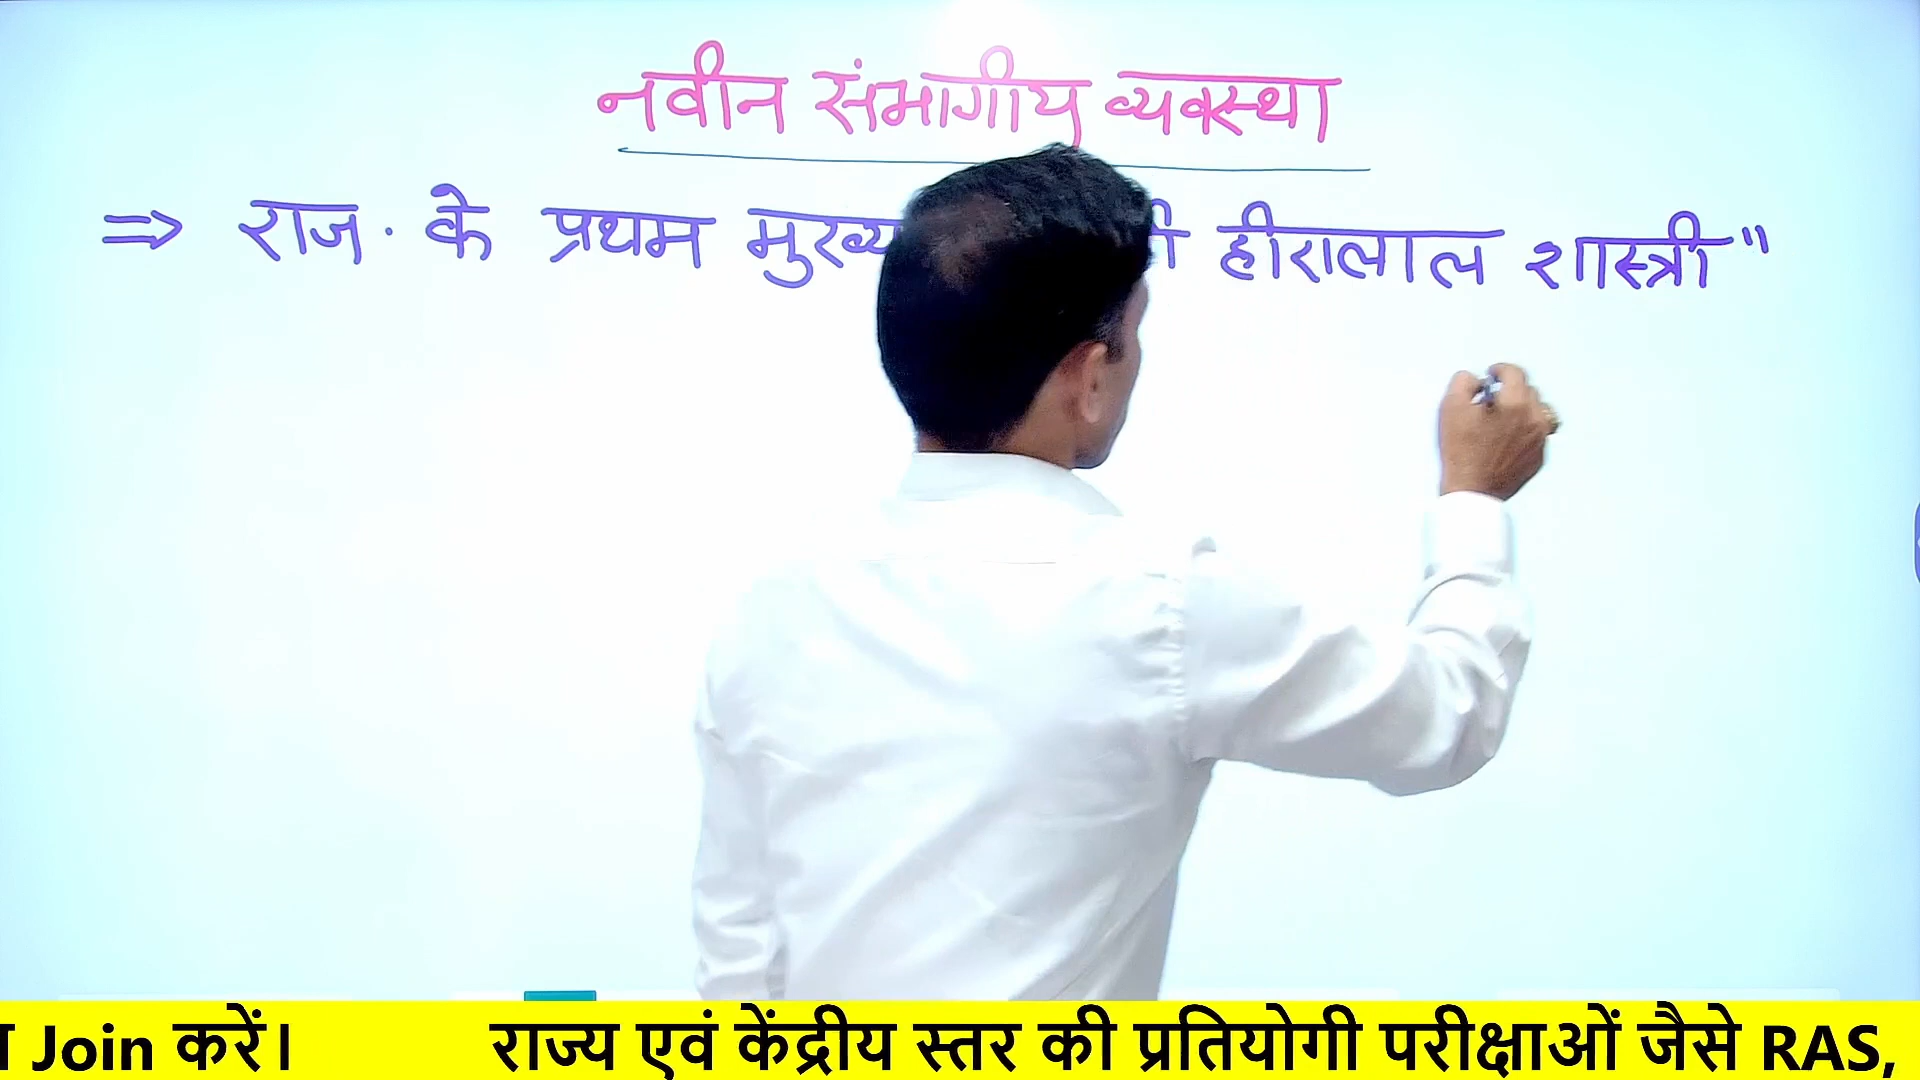 नवीन संभागीय व्यवस्था
⇒ राज. के प्रथम हीरालाल शास्त्री"
Join करें। राज्य एवं केंद्रीय स्तर की प्रतियोगी परीक्षाओं जैसे RAS,